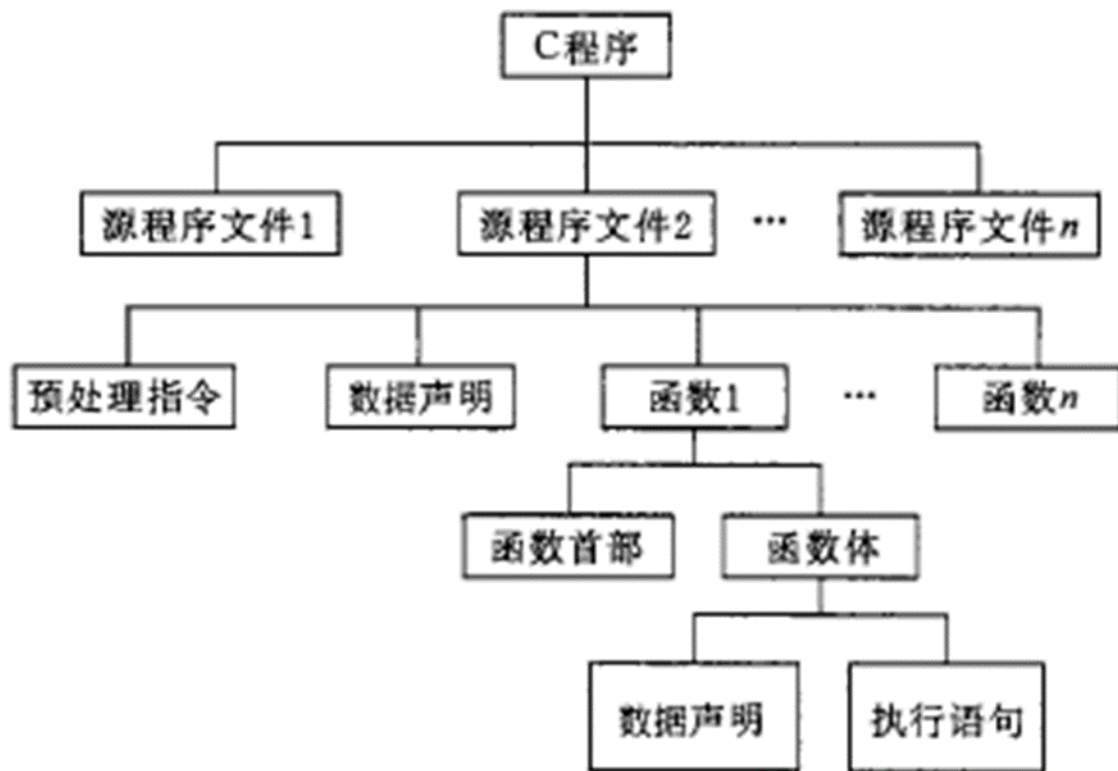 C程序
源程序文件1
源程序文件2
…
源程序文件n
预处理指令
数据声明
函数1
…
函数n
函数首部
函数体
数据声明
执行语句